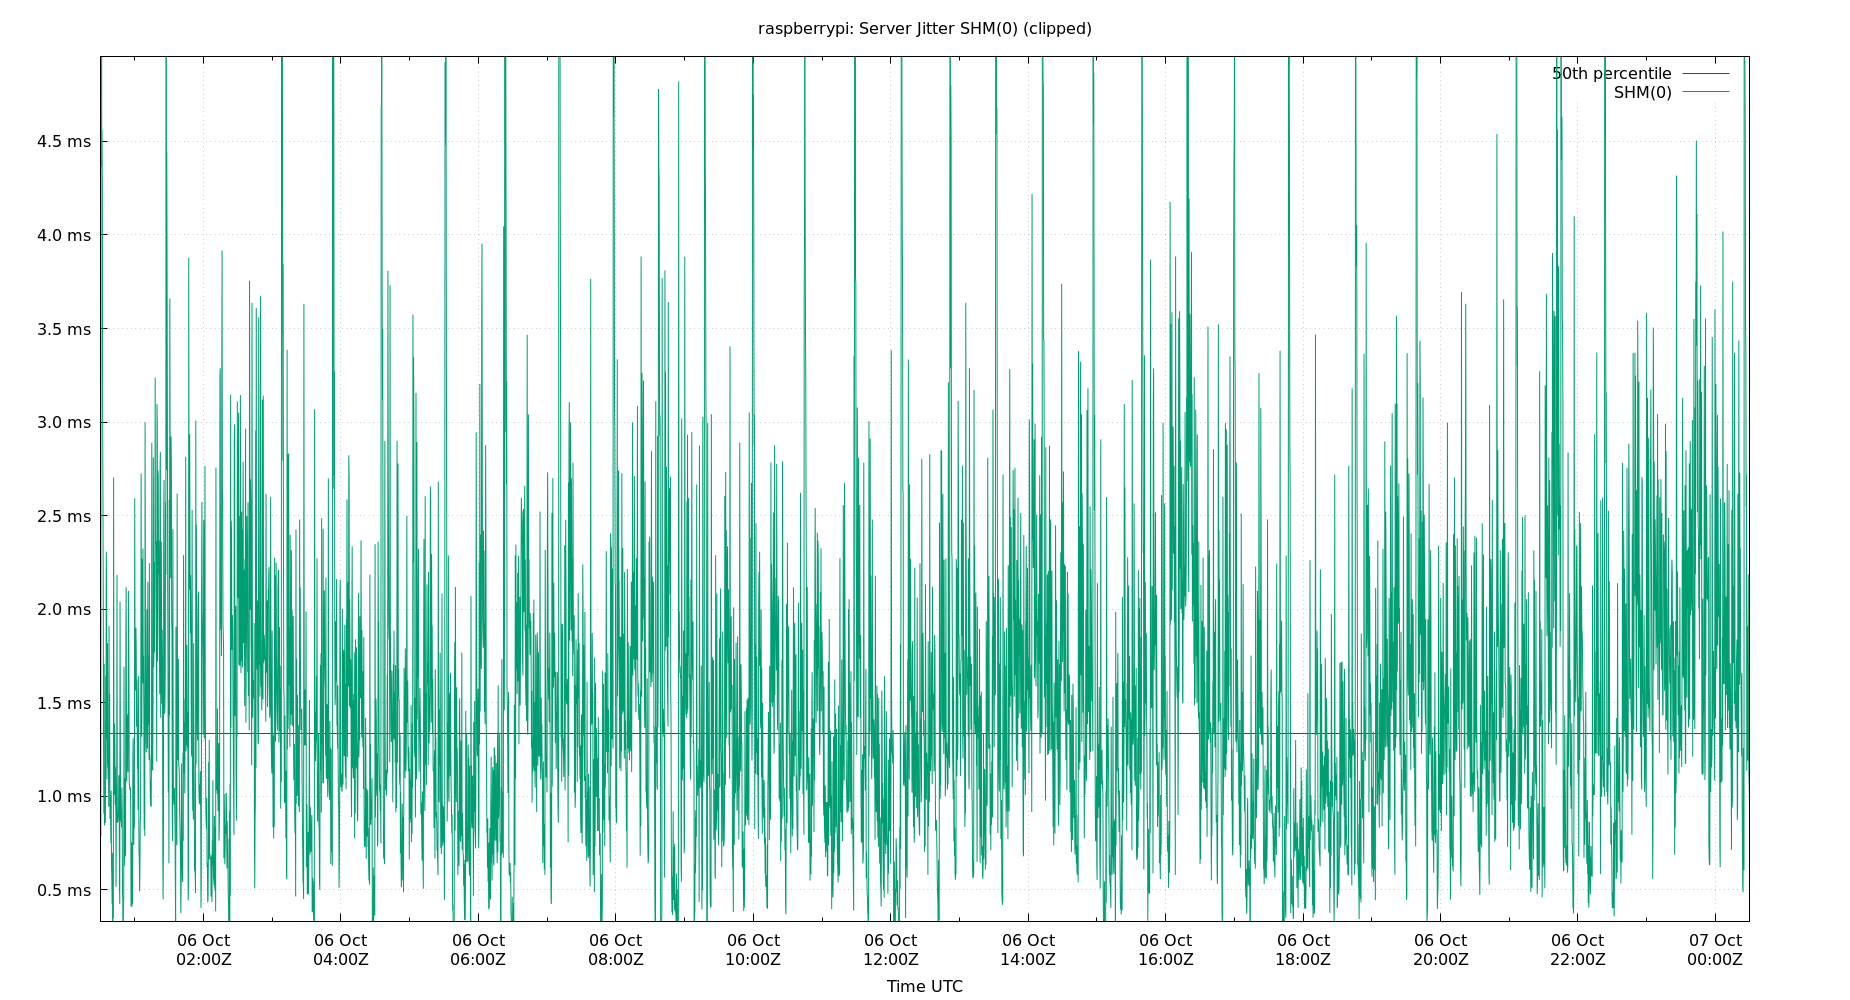 raspberrypi: Server Jitter SHM(0) (clipped)
50th percentile
SHM(0)
4.5 ms
4.0 ms
3.5 ms
3.0 ms
2.5 ms
2.0 ms
1.5 ms
1.0 ms
0.5 ms
06 Oct 06 Oct 06 Oct 06 Oct 06 Oct 06 Oct 06 Oct 06 Oct 06 Oct 06 Oct 06 Oct 07 Oct
02:00Z 04:00Z 06:00Z 08:00Z 10:00Z 12:00Z 14:00Z 16:00Z 18:00Z 20:00Z 22:00Z 00:00Z
Time UTC